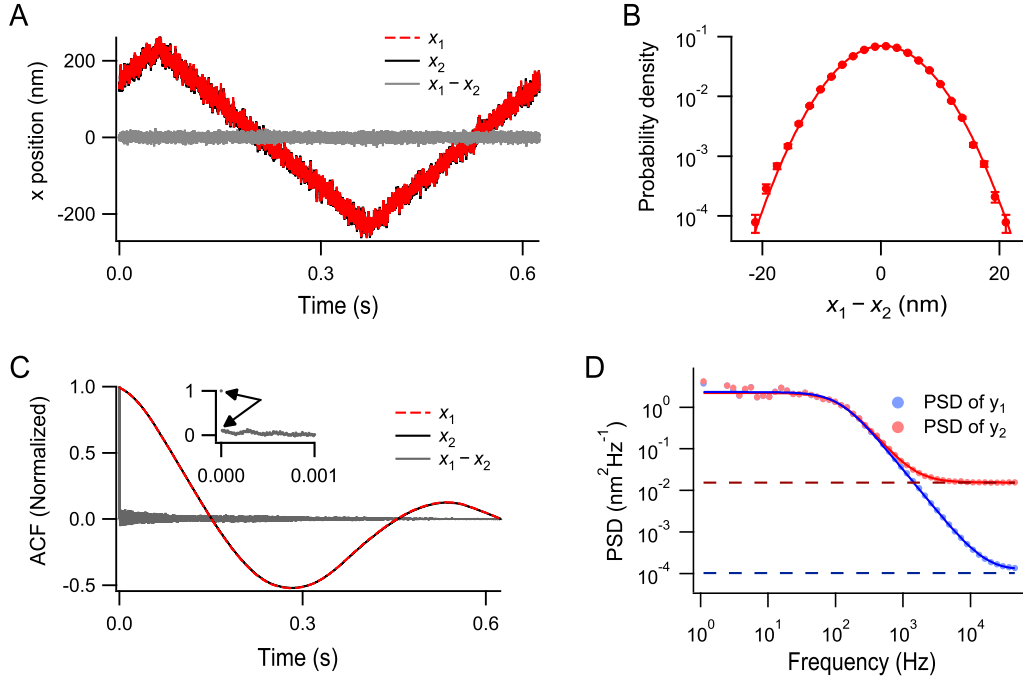 A
x position (nm)
200
0
-200
0.0
0.3
0.6
Time (s)
x₁
x₂
x₁ − x₂
B
Probability density
10⁻¹
10⁻²
10⁻³
10⁻⁴
-20
0
20
x₁ − x₂ (nm)
C
ACF (Normalized)
1.0
0.5
0.0
-0.5
0.0
0.3
0.6
Time (s)
1
0
0.000
0.001
x₁
x₂
x₁ − x₂
D
PSD (nm²Hz⁻¹)
10⁰
10⁻¹
10⁻²
10⁻³
10⁻⁴
10⁰
10¹
10²
10³
10⁴
Frequency (Hz)
PSD of y₁
PSD of y₂